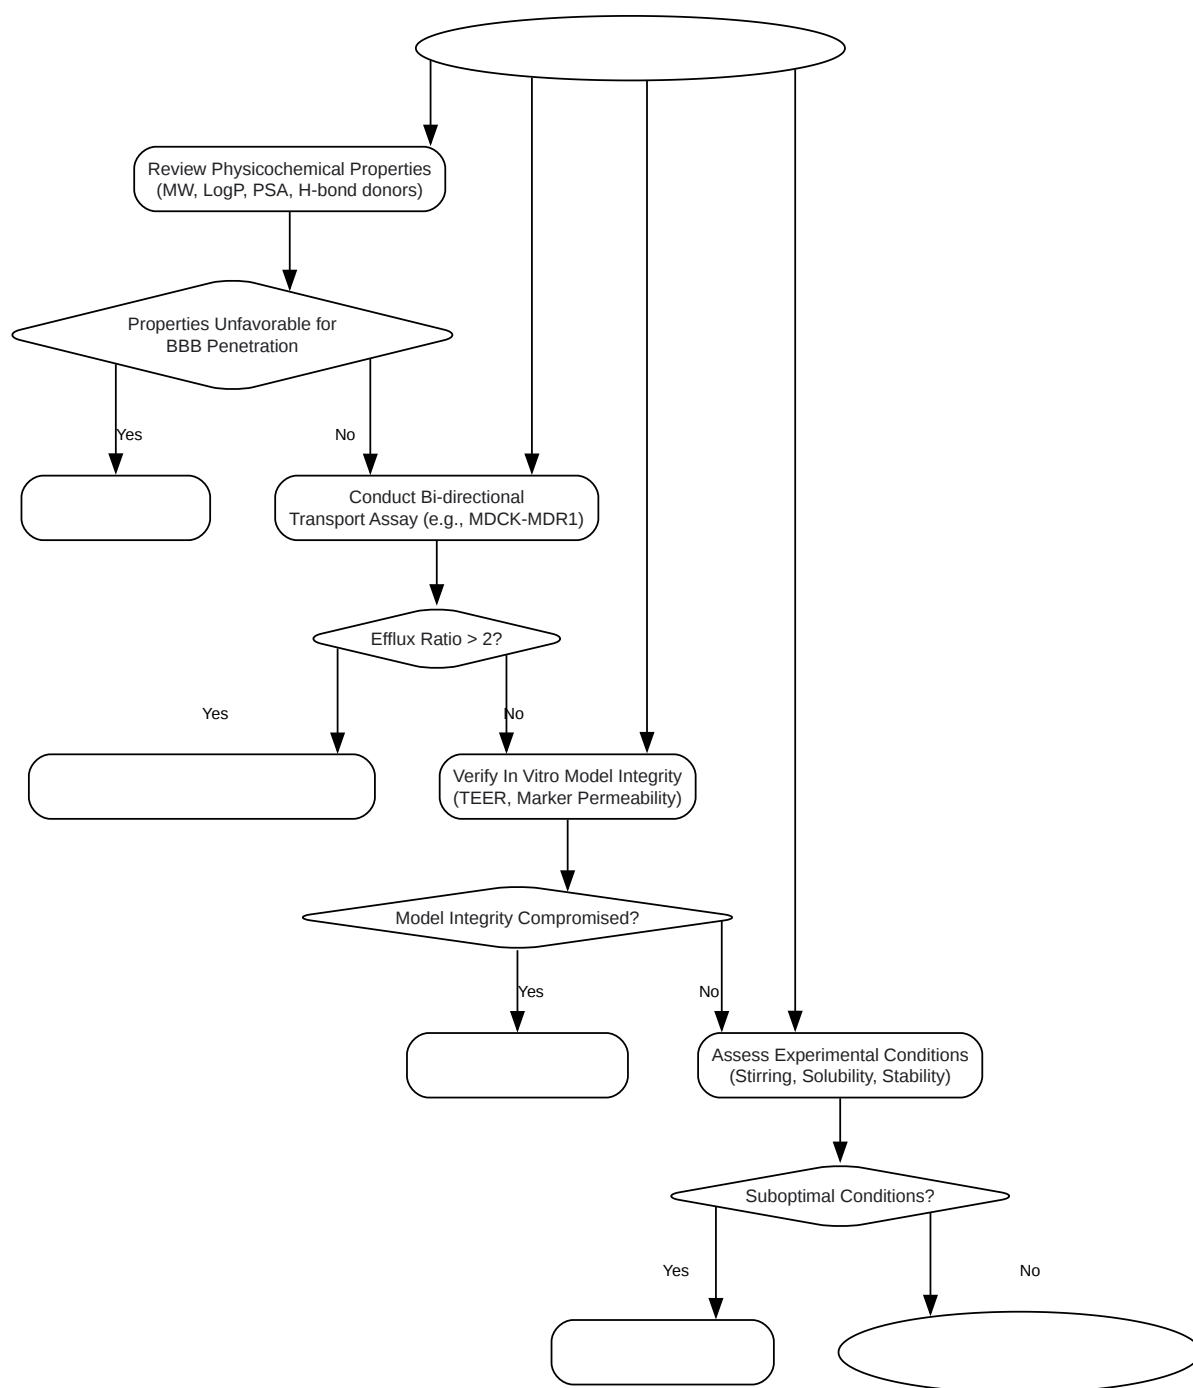 Review Physicochemical Properties
(MW, LogP, PSA, H-bond donors)
Properties Unfavorable for
BBB Penetration
Yes
No
Conduct Bi-directional
Transport Assay (e.g., MDCK-MDR1)
Efflux Ratio > 2?
Yes
No
Verify In Vitro Model Integrity
(TEER, Marker Permeability)
Model Integrity Compromised?
Yes
No
Assess Experimental Conditions
(Stirring, Solubility, Stability)
Suboptimal Conditions?
Yes
No